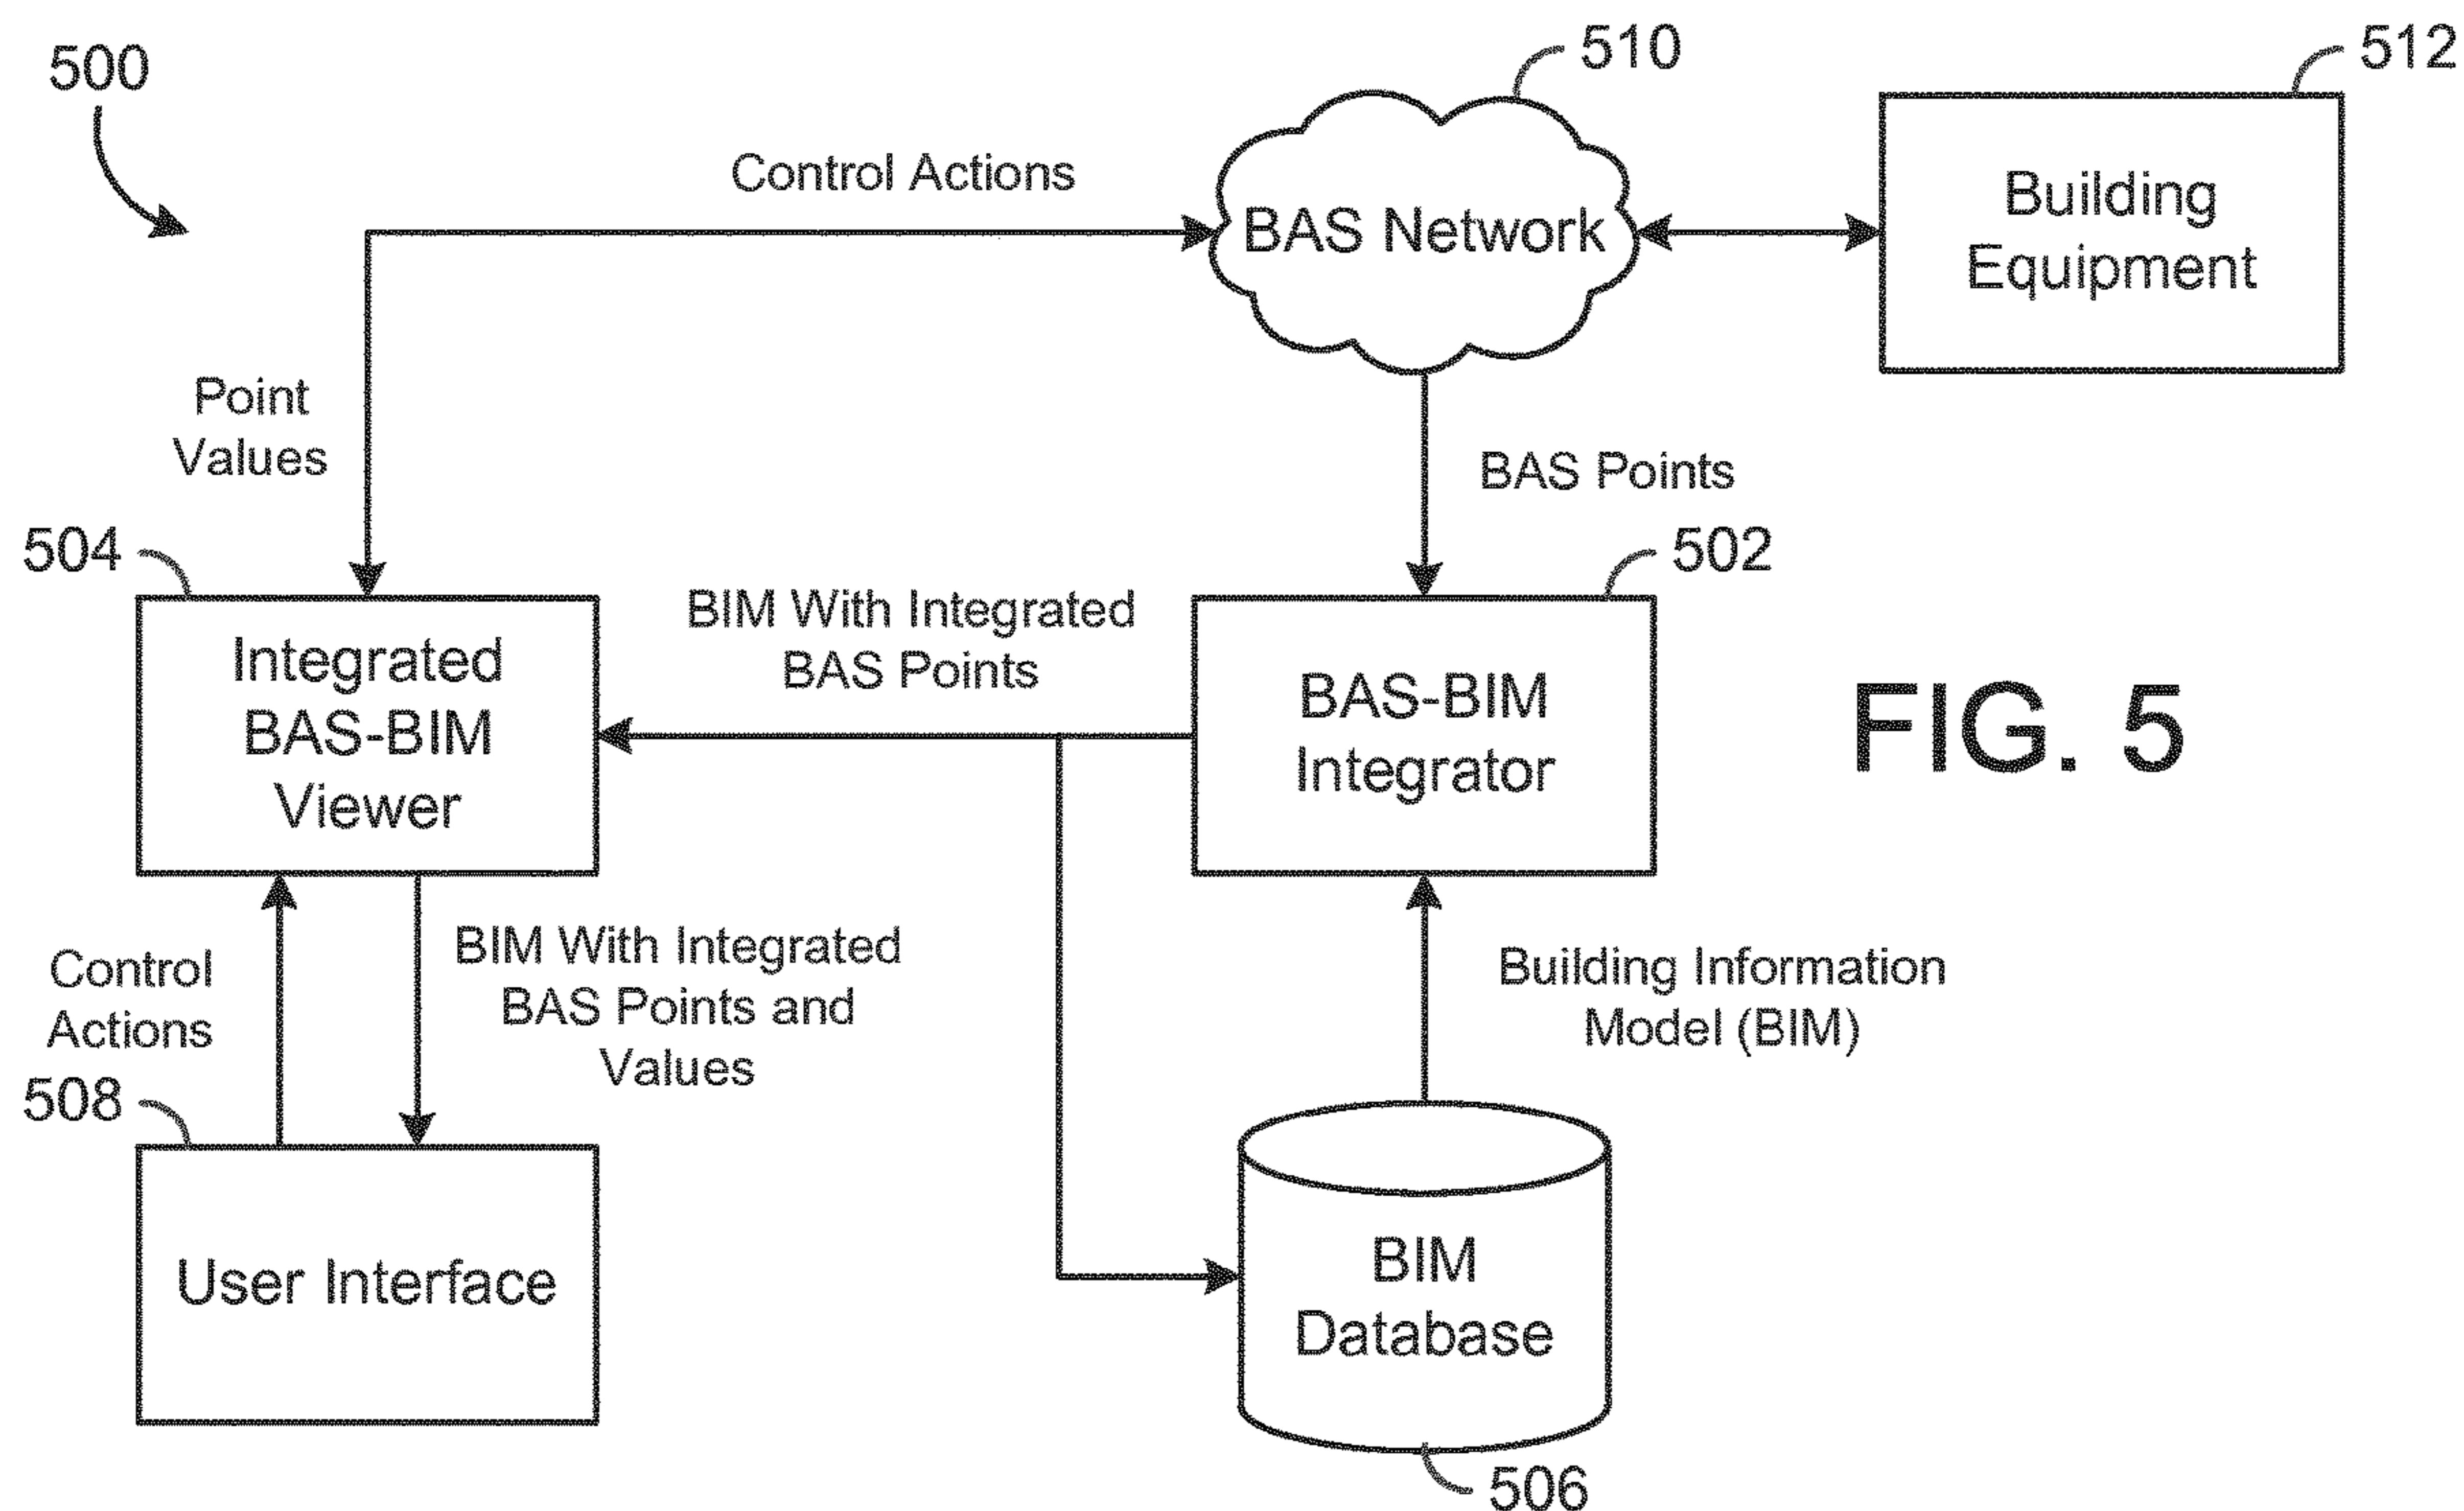 500
510
512
Control Actions
BAS Network
Building
Equipment
Point
Values
BAS Points
504
502
BIM With Integrated
BAS Points
Integrated
BAS-BIM
Viewer
BAS-BIM
Integrator
FIG. 5
Control
Actions
BIM With Integrated
BAS Points and
Values
Building Information
Model (BIM)
508
User Interface
BIM
Database
506